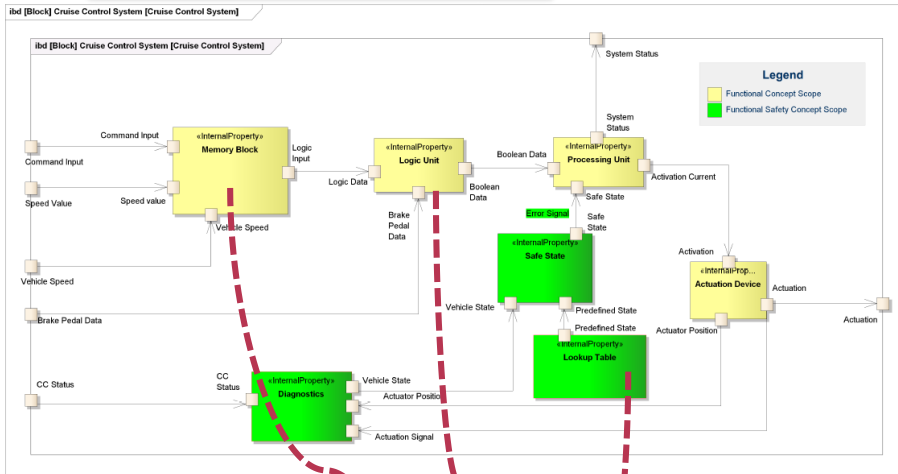 ibd [Block] Cruise Control System [Cruise Control System]
ibd [Block] Cruise Control System [Cruise Control System]
System Status
Legend
Functional Concept Scope
Functional Safety Concept Scope
System
Status
Command Input
Command Input
«InternalProperty»
Memory Block
Logic
Input
«InternalProperty»
Logic Unit
Boolean Data
«InternalProperty»
Processing Unit
Activation Current
Logic Data
Boolean
Data
Speed Value
Speed value
Vehicle Speed
Brake
Pedal
Data
Safe State
Error Signal
Safe
State
«InternalProperty»
Safe State
Activation
«InternalProp...
Actuation Device
Actuation
Vehicle Speed
Vehicle State
Predefined State
Brake Pedal Data
Actuation
Predefined State
Actuator Position
«InternalProperty»
Lookup Table
CC Status
CC
Status
«InternalProperty»
Diagnostics
Vehicle State
Actuator Position
Actuation Signal